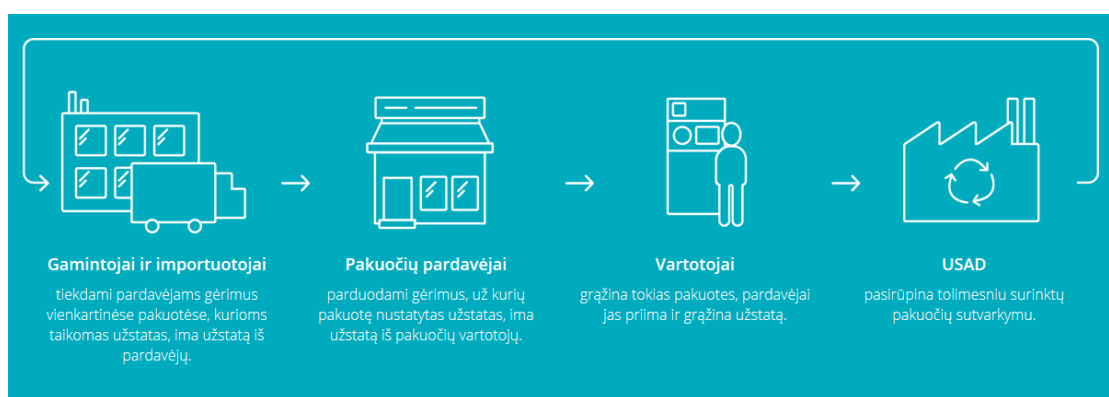 Gamintojai ir importuotojai
tiekdami pardavėjams gėrimus
vienkartinėse pakuotėse, kurioms
taikomas užstatas, ima užstatą iš
pardavėjų.
Pakuočių pardavėjai
parduodami gėrimus, už kurių
pakuotę nustatytas užstatas, ima
užstatą iš pakuočių vartotojų.
Vartotojai
grąžina tokias pakuotes, pardavėjai
jas priima ir grąžina užstatą.
USAD
pasirūpina tolimesniu surinktų
pakuočių sutvarkymu.